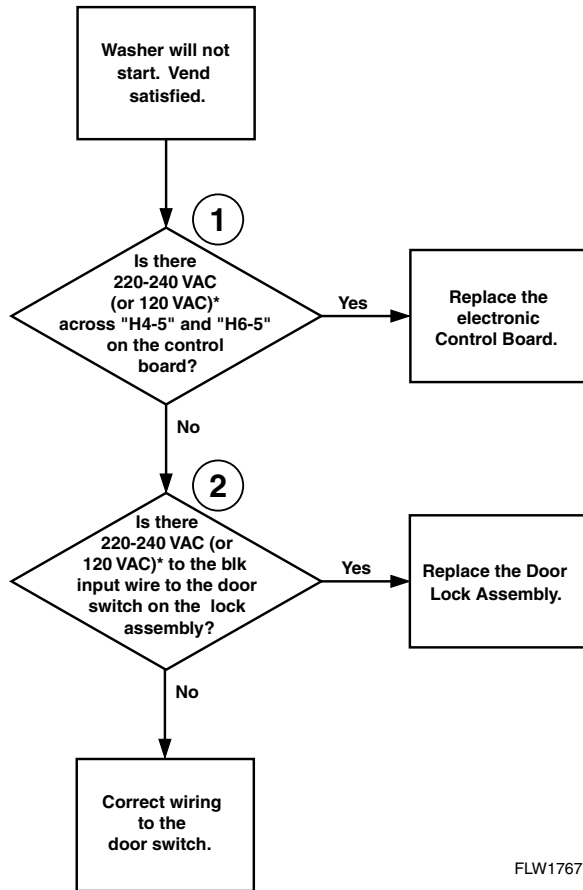 Washer will not
start. Vend
satisfied.
1
Is there
220-240 VAC
(or 120 VAC)*
across "H4-5" and "H6-5"
on the control
board?
Yes
Replace the
electronic
Control Board.
No
2
Is there
220-240 VAC (or
120 VAC)* to the blk
input wire to the door
switch on the lock
assembly?
Yes
Replace the Door
Lock Assembly.
No
Correct wiring
to the
door switch.
FLW1767